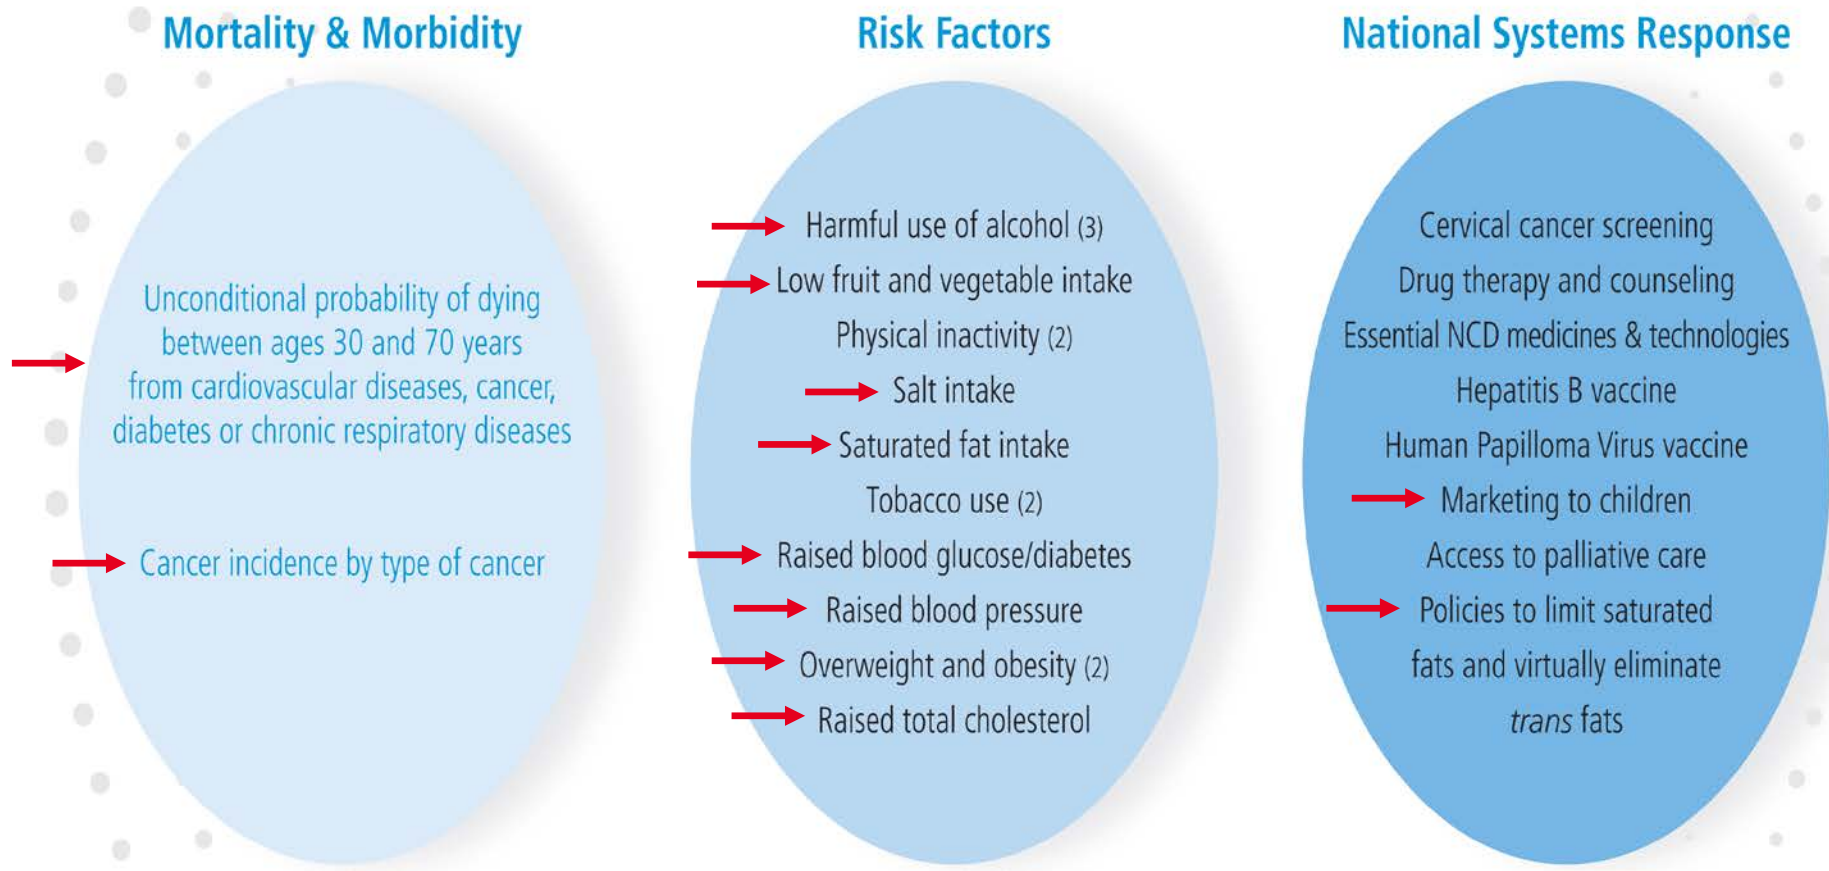 Mortality & Morbidity
Unconditional probability of dying
between ages 30 and 70 years
from cardiovascular diseases, cancer,
diabetes or chronic respiratory diseases
Cancer incidence by type of cancer
Risk Factors
Harmful use of alcohol (3)
Low fruit and vegetable intake
Physical inactivity (2)
Salt intake
Saturated fat intake
Tobacco use (2)
Raised blood glucose/diabetes
Raised blood pressure
Overweight and obesity (2)
Raised total cholesterol
National Systems Response
Cervical cancer screening
Drug therapy and counseling
Essential NCD medicines & technologies
Hepatitis B vaccine
Human Papilloma Virus vaccine
Marketing to children
Access to palliative care
Policies to limit saturated
fats and virtually eliminate
trans fats